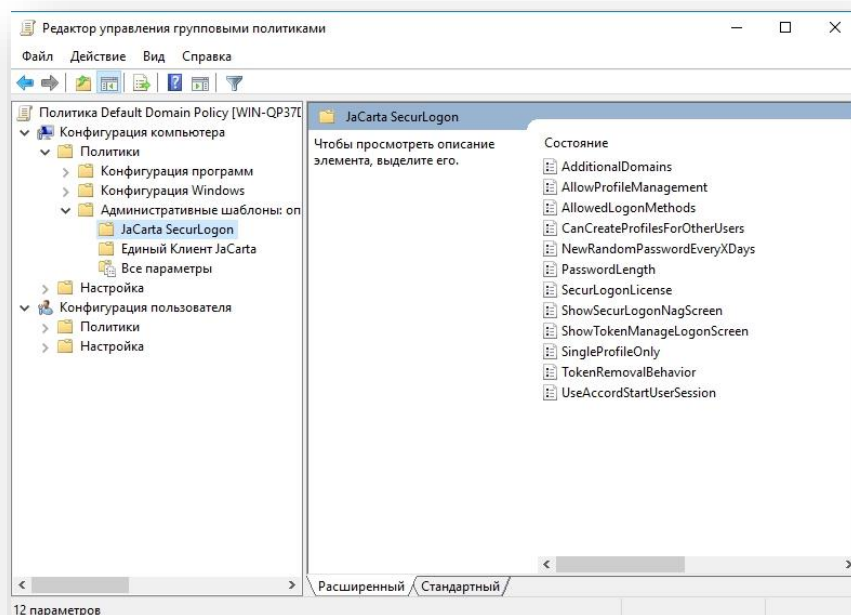 Редактор управления групповыми политиками
Файл Действие Вид Справка
Политика Default Domain Policy [WIN-QP37
Конфигурация компьютера
Политики
Конфигурация программ
Конфигурация Windows
Административные шаблоны: оп
JaCarta SecurLogon
Единый Клиент JaCarta
Все параметры
Настройка
Конфигурация пользователя
Политики
Настройка
JaCarta SecurLogon
Чтобы просмотреть описание
элемента, выделите его.
Состояние
AdditionalDomains
AllowProfileManagement
AllowedLogonMethods
CanCreateProfilesForOtherUsers
NewRandomPasswordEveryXDays
PasswordLength
SecurLogonLicense
ShowSecurLogonNagScreen
ShowTokenManageLogonScreen
SingleProfileOnly
TokenRemovalBehavior
UseAccordStartUserSession
Расширенный Стандартный
12 параметров